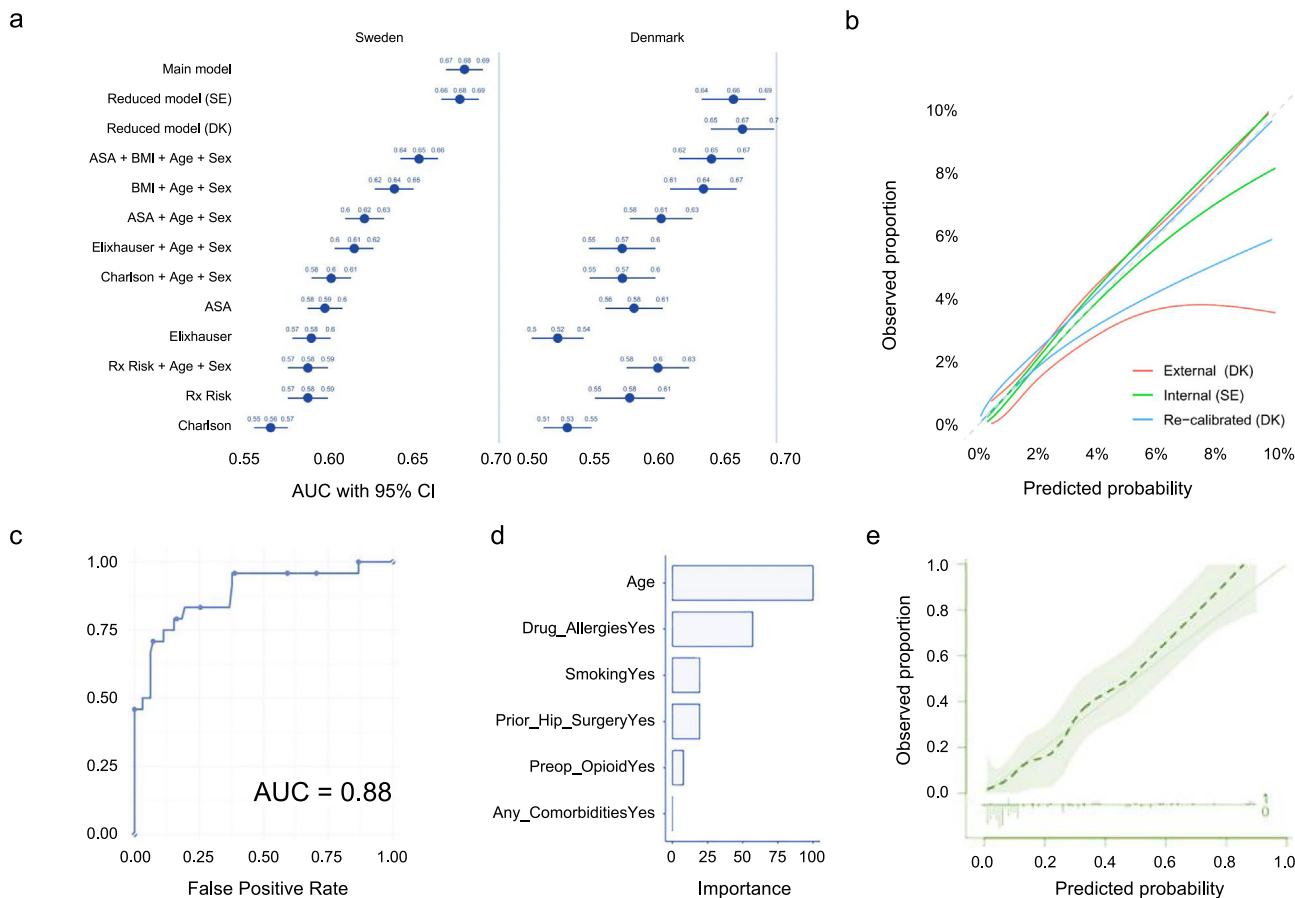 a
Sweden
Denmark
Main model
0.67 0.68 0.69
Reduced model (SE)
0.66 0.68 0.69
0.64 0.66 0.69
Reduced model (DK)
0.65 0.67 0.7
ASA + BMI + Age + Sex
0.64 0.65 0.66
0.62 0.65 0.67
BMI + Age + Sex
0.62 0.64 0.65
0.61 0.64 0.67
ASA + Age + Sex
0.6 0.62 0.63
0.58 0.61 0.63
Elixhauser + Age + Sex
0.6 0.61 0.62
0.55 0.57 0.6
Charlson + Age + Sex
0.58 0.6 0.61
0.55 0.57 0.6
ASA
0.58 0.59 0.6
0.56 0.58 0.61
Elixhauser
0.57 0.58 0.6
0.5 0.52 0.54
Rx Risk + Age + Sex
0.57 0.58 0.59
0.58 0.6 0.63
Rx Risk
0.57 0.58 0.59
0.55 0.58 0.61
Charlson
0.55 0.56 0.57
0.51 0.53 0.55
0.55 0.60 0.65 0.70 0.55 0.60 0.65 0.70
AUC with 95% CI
b
Observed proportion
10%
8%
6%
4%
2%
0%
External (DK)
Internal (SE)
Re-calibrated (DK)
0% 2% 4% 6% 8% 10%
Predicted probability
c
1.00
0.75
0.50
0.25
0.00
AUC = 0.88
0.00 0.25 0.50 0.75 1.00
False Positive Rate
d
Age
Drug_AllergiesYes
SmokingYes
Prior_Hip_SurgeryYes
Preop_OpioidYes
Any_ComorbiditiesYes
0 25 50 75 100
Importance
e
Observed proportion
1.0
0.8
0.6
0.4
0.2
0.0
0
0.0 0.2 0.4 0.6 0.8 1.0
Predicted probability